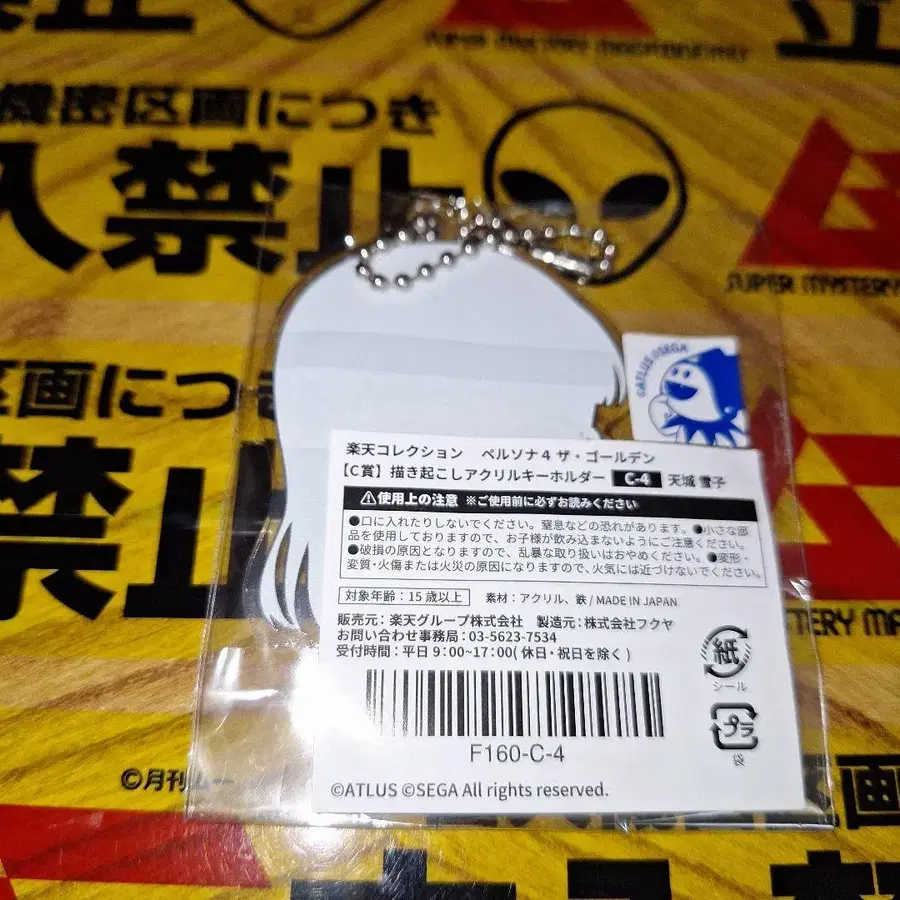 SUPER MYSTERY MAGAZINE MU
立
機密区画につき
入禁止
SUPER MYSTERY
区画につき
禁止
©ATLUS ©SEGA
楽天コレクション ペルソナ4 ザ・ゴールデン
【C賞】描き起こしアクリルキーホルダー C-4 天城 雪子
⚠使用上の注意 ※ご使用前に必ずお読みください
●口に入れたりしないでください。窒息などの恐れがあります。●小さな部
品を使用しておりますので、お子様が飲み込まないようにご注意ください。
●破損の原因となりますので、乱暴な取り扱いはおやめください。●変形・
変質・火傷または火災の原因になりますので、火気には近づけないでください。
対象年齢：15歳以上 素材：アクリル、鉄 / MADE IN JAPAN
販売元：楽天グループ株式会社 製造元：株式会社フクヤ
お問い合わせ事務局：03-5623-7534
受付時間：平日 9：00~17：00( 休日・祝日を除く )
紙
シール
プラ
袋
F160-C-4
©ATLUS ©SEGA All rights reserved.
TERY MA
©月刊ムー
区画